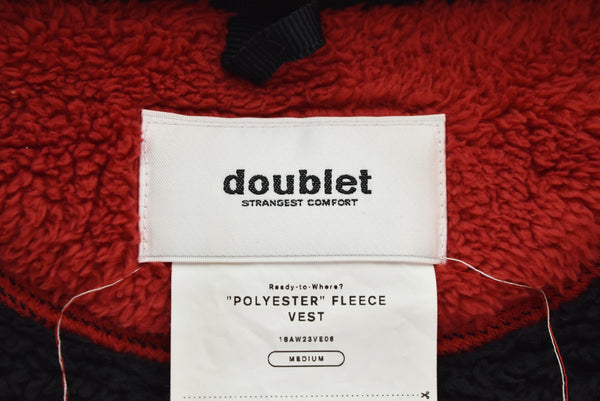 doublet
STRANGEST COMFORT
Ready-to-Where?
"POLYESTER" FLEECE
VEST
18AW23VE06
MEDIUM